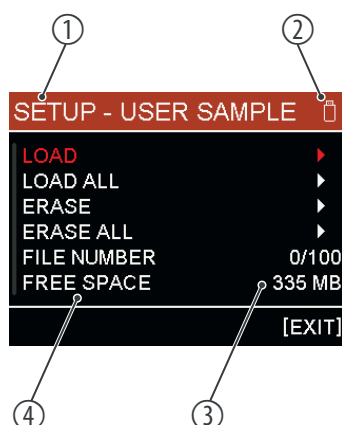 ① ②
SETUP - USER SAMPLE
LOAD
LOAD ALL
ERASE
ERASE ALL
FILE NUMBER 0/100
FREE SPACE 335 MB
[EXIT]
④ ③